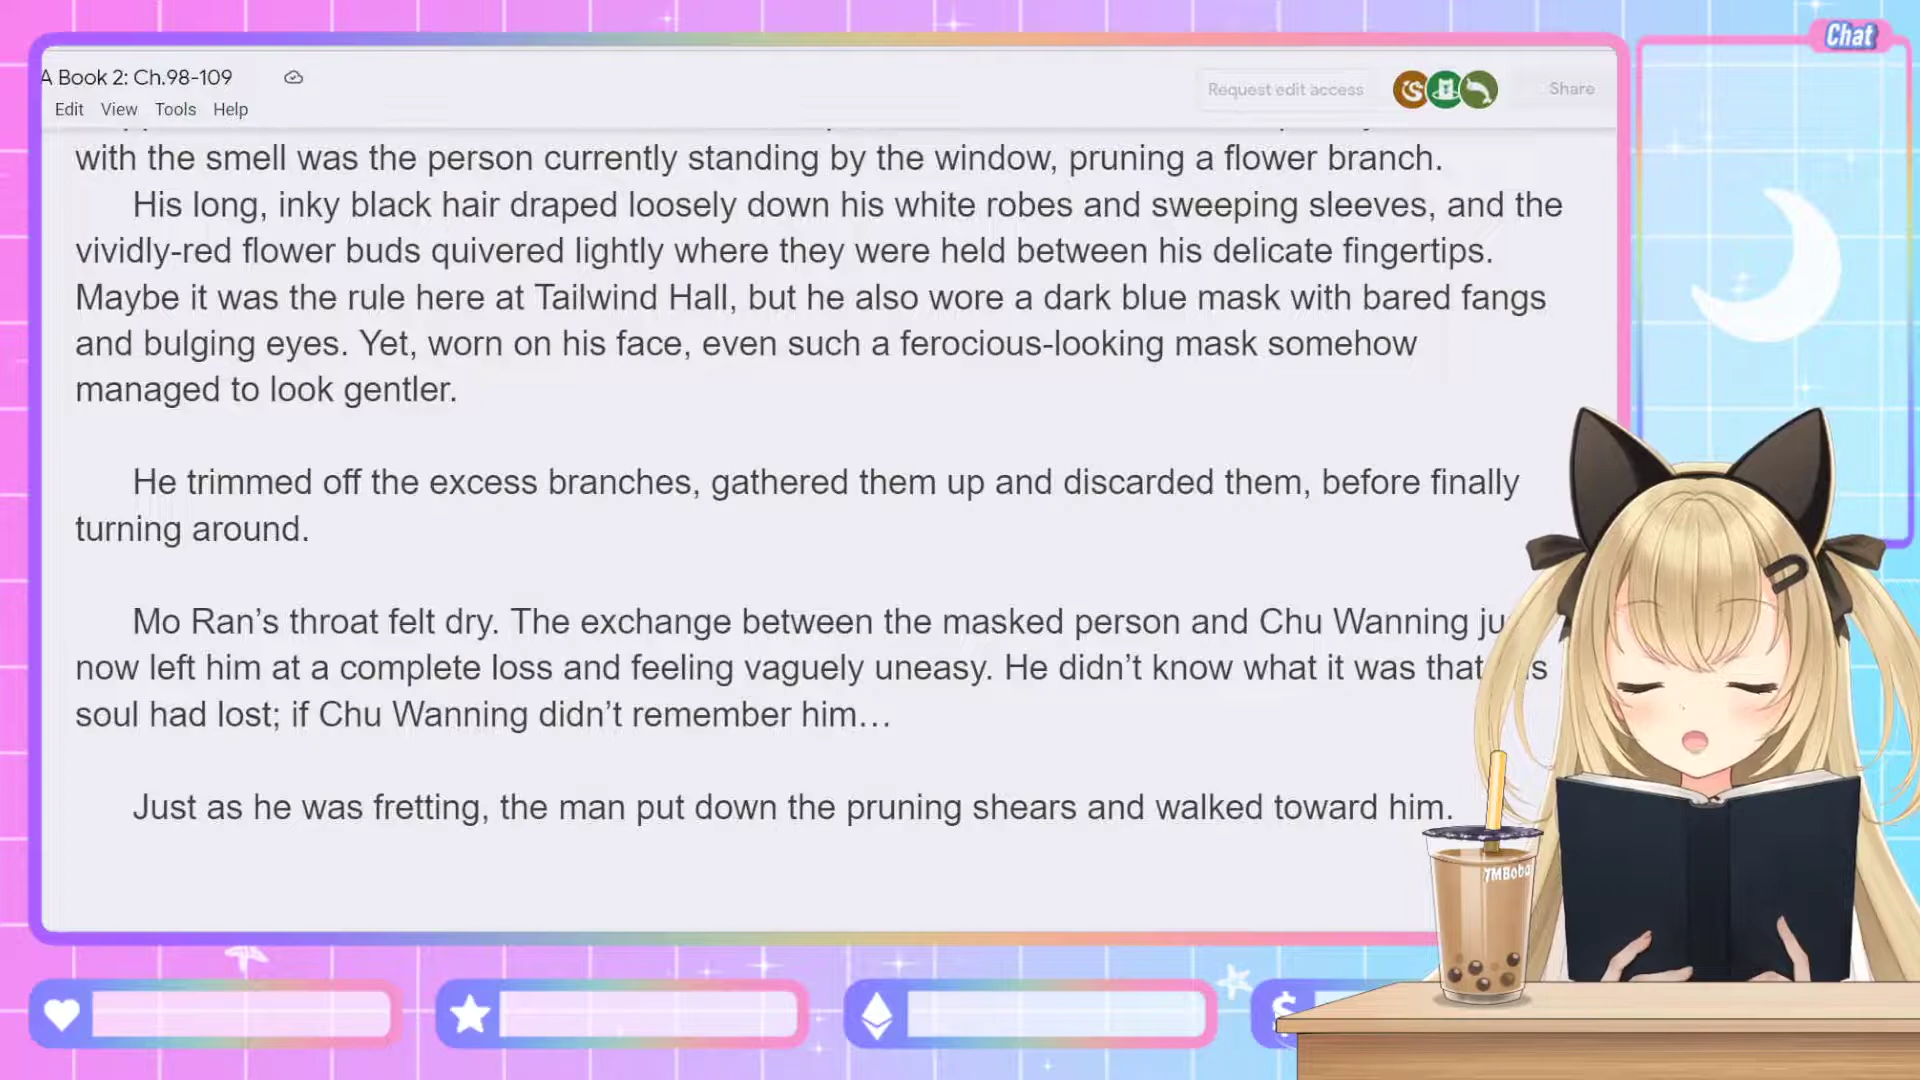 Chat
A Book 2: Ch.98-109
Request edit access
Share
Edit View Tools Help
with the smell was the person currently standing by the window, pruning a flower branch.
His long, inky black hair draped loosely down his white robes and sweeping sleeves, and the
vividly-red flower buds quivered lightly where they were held between his delicate fingertips.
Maybe it was the rule here at Tailwind Hall, but he also wore a dark blue mask with bared fangs
and bulging eyes. Yet, worn on his face, even such a ferocious-looking mask somehow
managed to look gentler.
He trimmed off the excess branches, gathered them up and discarded them, before finally
turning around.
Mo Ran’s throat felt dry. The exchange between the masked person and Chu Wanning ju
now left him at a complete loss and feeling vaguely uneasy. He didn’t know what it was that s
soul had lost; if Chu Wanning didn’t remember him…
Just as he was fretting, the man put down the pruning shears and walked toward him.
7MBoba
$